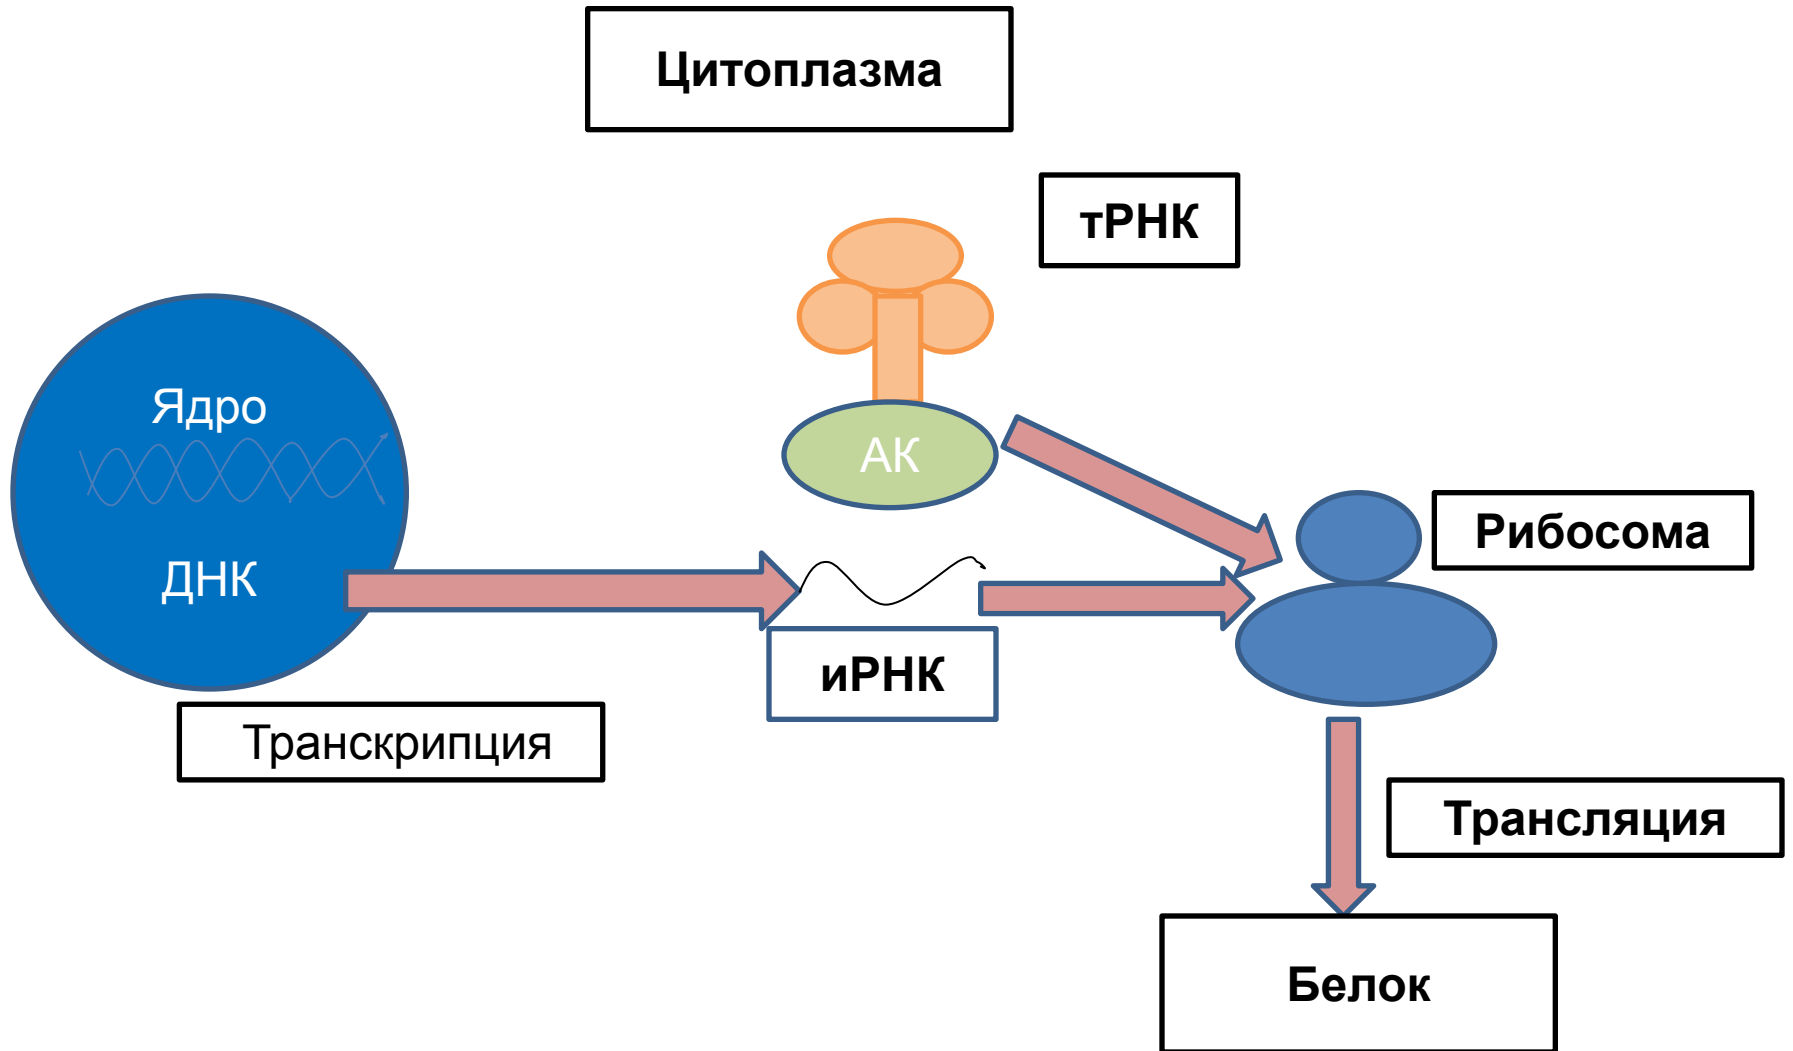 Цитоплазма
тРНК
Ядро
АК
Рибосома
ДНК
иРНК
Транскрипция
Трансляция
Белок